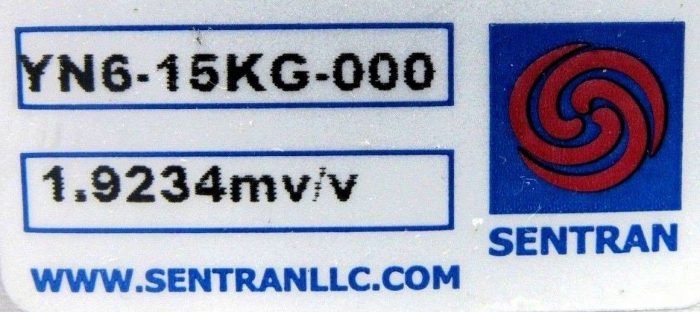 YN6-15KG-000
1.9234mv/v
SENTRAN
WWW.SENTRANLLC.COM